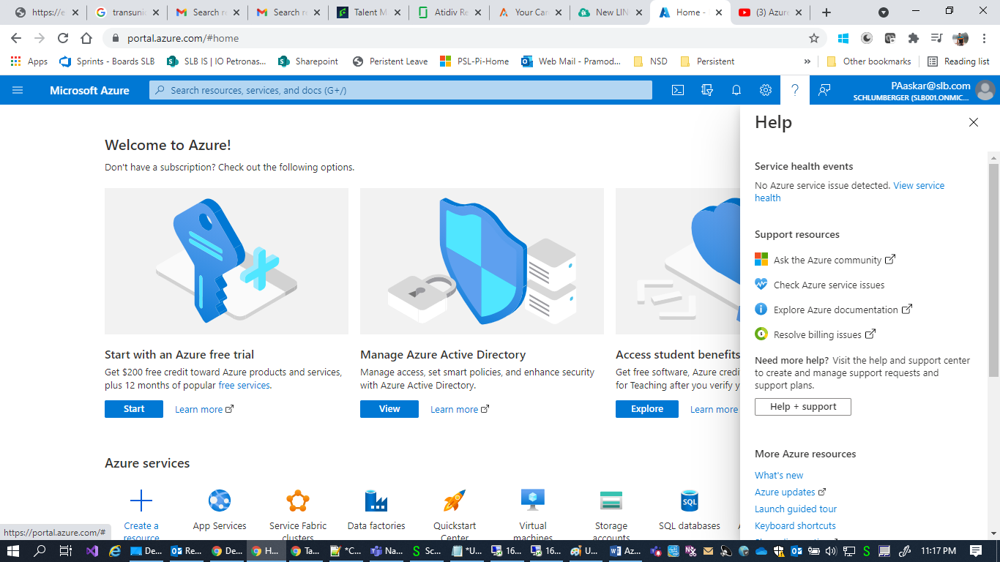 https://e
transunic
Search re
Search re
Talent M
Atidiv Re
Your Car
New LIN
Home - A
(3) Azure
portal.azure.com/#home
Apps
Sprints - Boards SLB
SLB IS | IO Petronas...
Sharepoint
Peristent Leave
PSL-Pi-Home
Web Mail - Pramod...
NSD
Persistent
»
Other bookmarks
Reading list
Microsoft Azure
Search resources, services, and docs (G+/)
PAaskar@slb.com
SCHLUMBERGER (SLB001.ONMIC...
Welcome to Azure!
Don't have a subscription? Check out the following options.
Start with an Azure free trial
Get $200 free credit toward Azure products and services,
plus 12 months of popular free services.
Start
Learn more
Manage Azure Active Directory
Manage access, set smart policies, and enhance security
with Azure Active Directory.
View
Learn more
Access student benefits
Get free software, Azure credi
for Teaching after you verify y
Explore
Learn more
Azure services
Create a
resource
App Services
Service Fabric
clusters
Data factories
Quickstart
Center
Virtual
machines
Storage
accounts
SQL
SQL databases
Help
Service health events
No Azure service issue detected. View service
health
Support resources
Ask the Azure community
Check Azure service issues
Explore Azure documentation
Resolve billing issues
Need more help? Visit the help and support center
to create and manage support requests and
support plans.
Help + support
More Azure resources
What's new
Azure updates
Launch guided tour
Keyboard shortcuts
https://portal.azure.com/#
De...
Re...
De...
H...
Ta...
*C...
Na...
Sc...
*U...
16...
16...
U...
Az...
11:17 PM